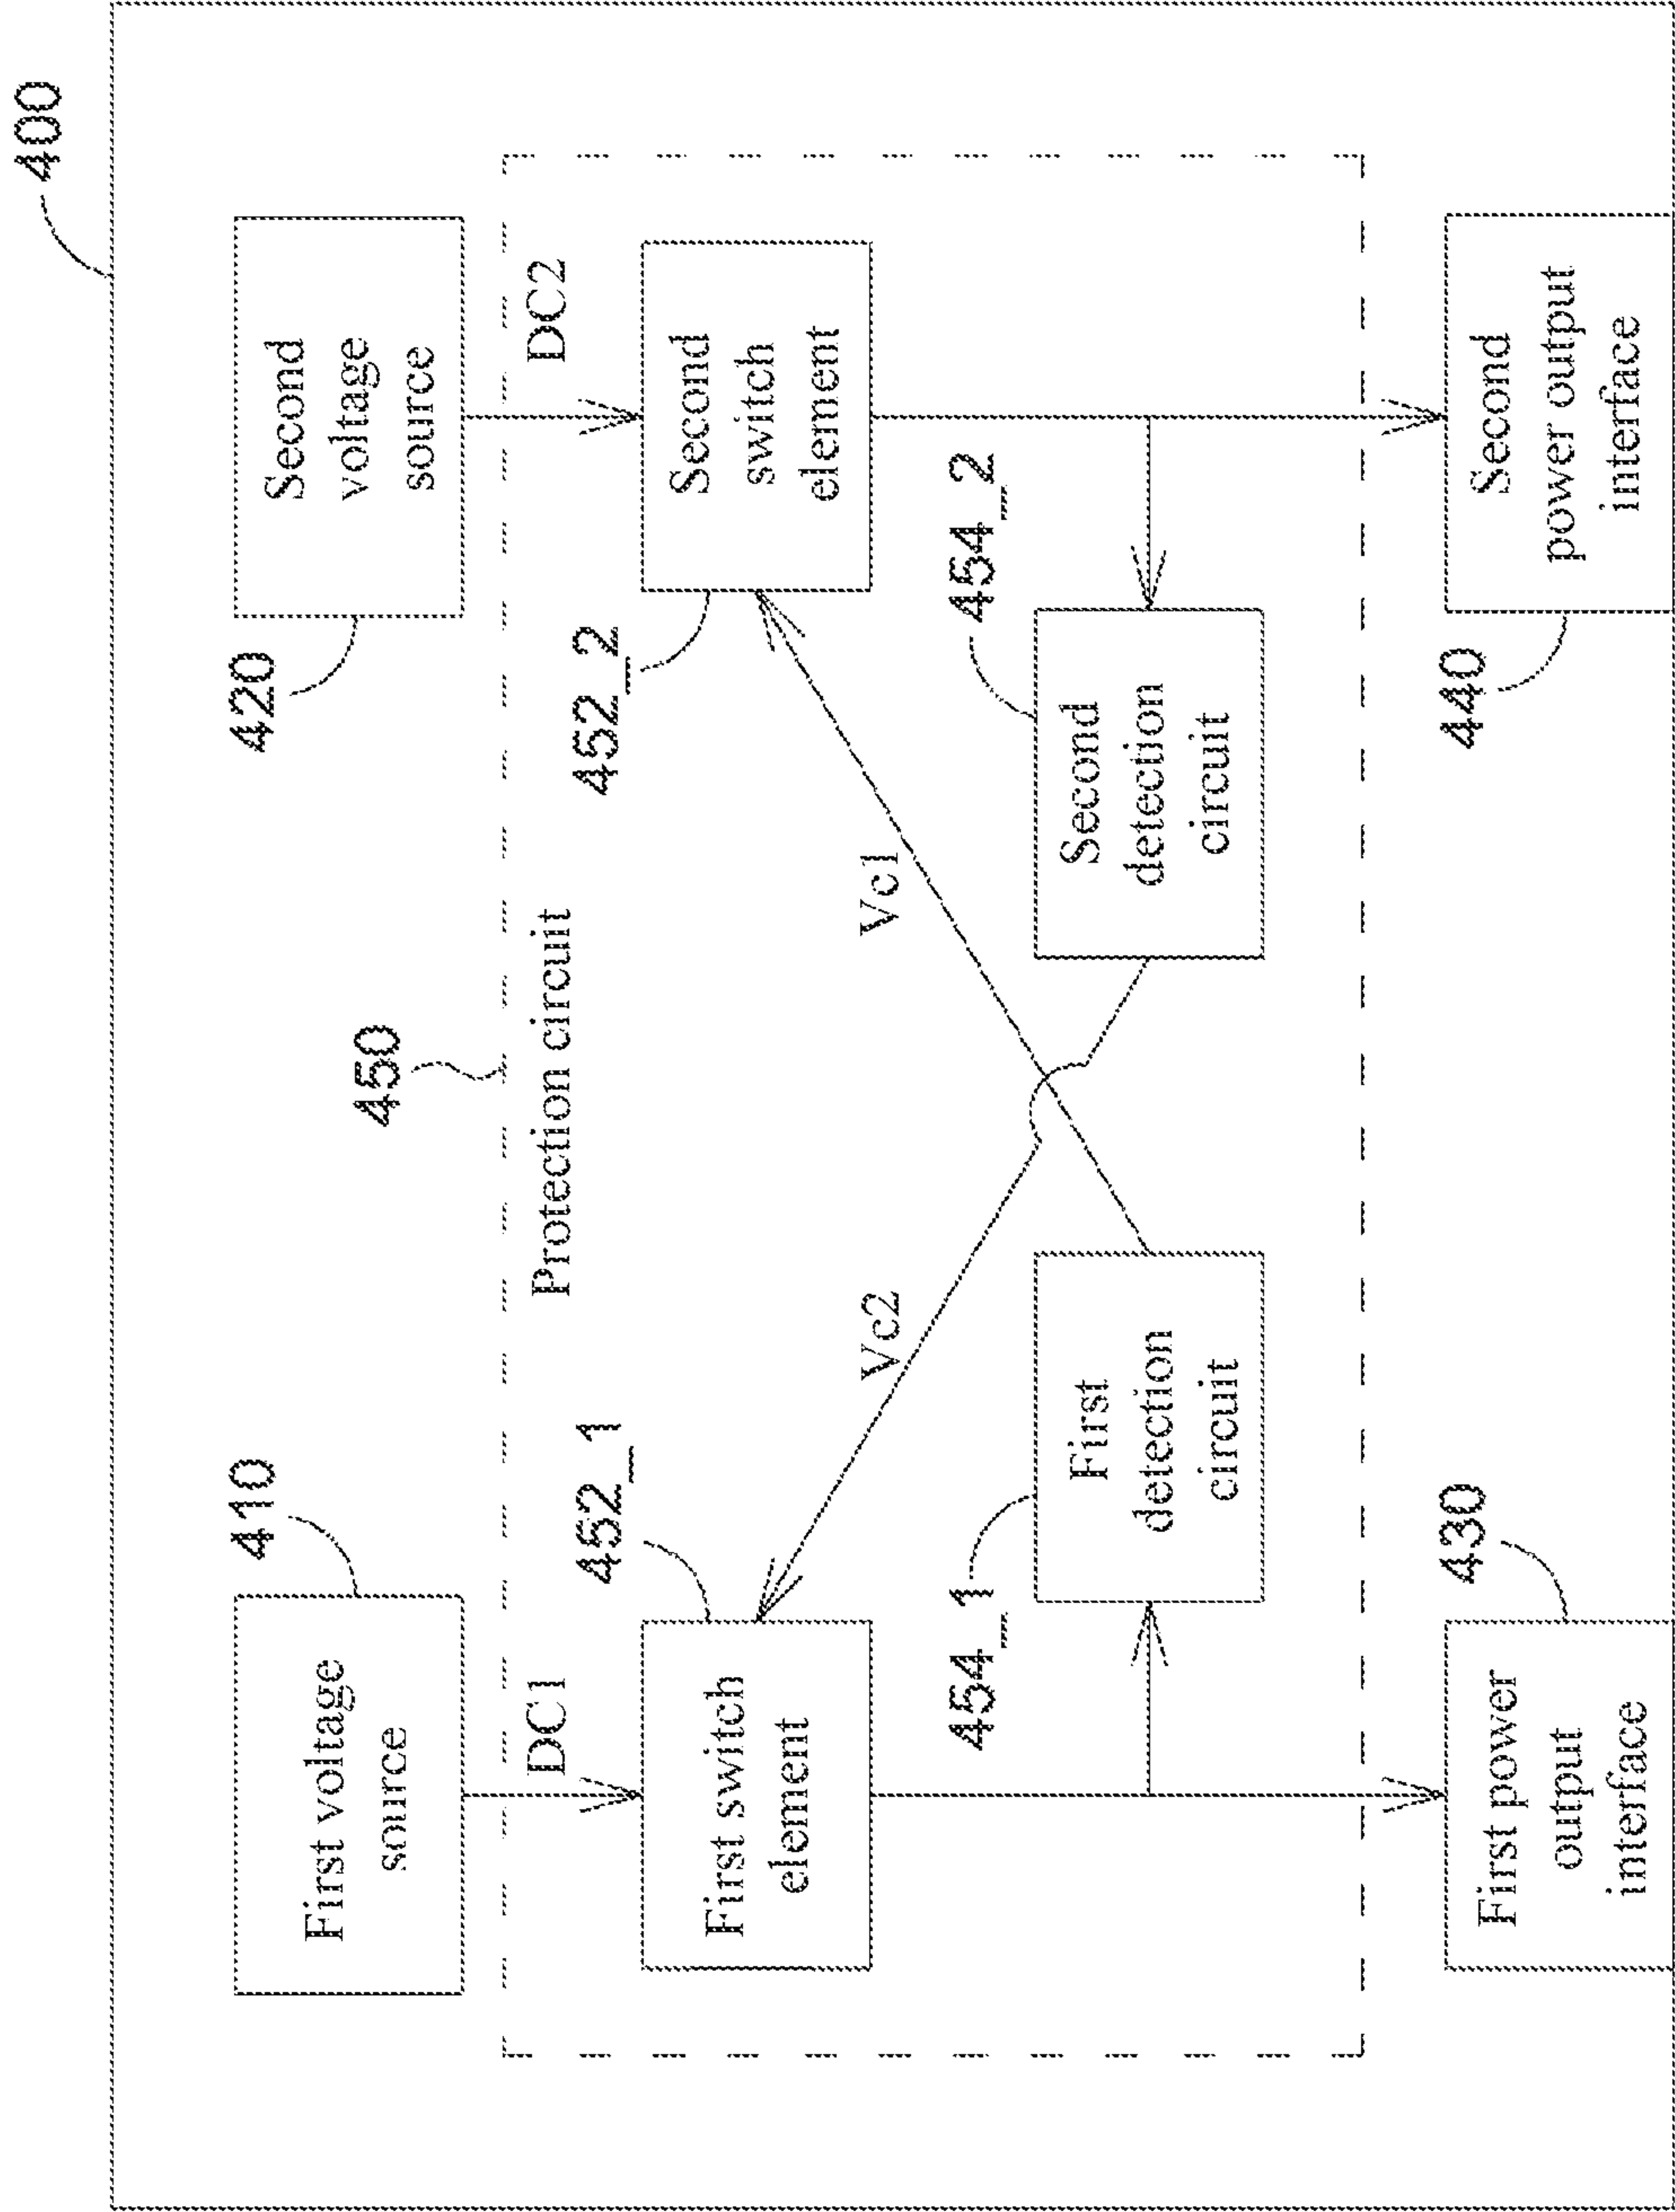 400
410
First voltage
source
420
Second
voltage
source
450
Protection circuit
DC1
DC2
452_1
First switch
element
452_2
Second
switch
element
Vc2
Vc1
454_1
First
detection
circuit
454_2
Second
detection
circuit
430
First power
output
interface
440
Second
power output
interface